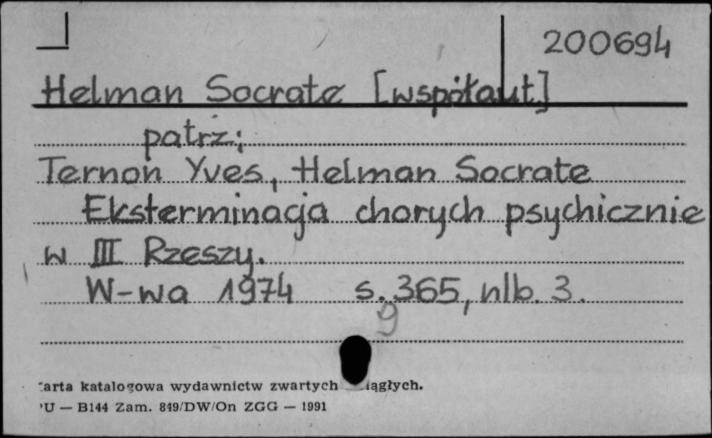 200694
Helman Socrate [współaut.]
patrz:
Ternon Yves, Helman Socrate
Eksterminacja chorych psychicznie
w III Rzeszy.
W-wa 1974 s. 365, nlb. 3.
9
arta katalogowa wydawnictw zwartych iągłych.
U — B144 Zam. 849/DW/On ZGG — 1991